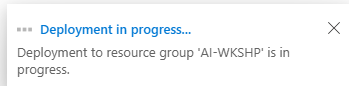 Deployment in progress...
Deployment to resource group 'AI-WKSHP' is in
progress.